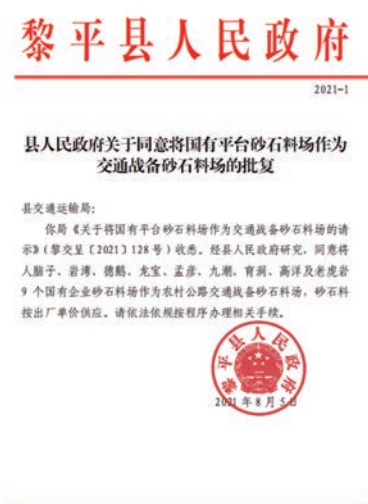 黎平县人民政府
2021-1
县人民政府关于同意将国有平台砂石料场作为
交通战备砂石料场的批复
县交通运输局：
你局《关于将国有平台砂石料场作为交通战备砂石料场的请
示》（黎交呈〔2021〕128号）收悉。经县人民政府研究，同意将
人脑子、岩湾、德鹅、龙宝、孟彦、九潮、育洞、高洋及老虎岩
9个国有企业砂石料场作为农村公路交通战备砂石料场，砂石料
按出厂单价供应。请依法依规按程序办理相关手续。
黎平县人民政府
2021年8月5日